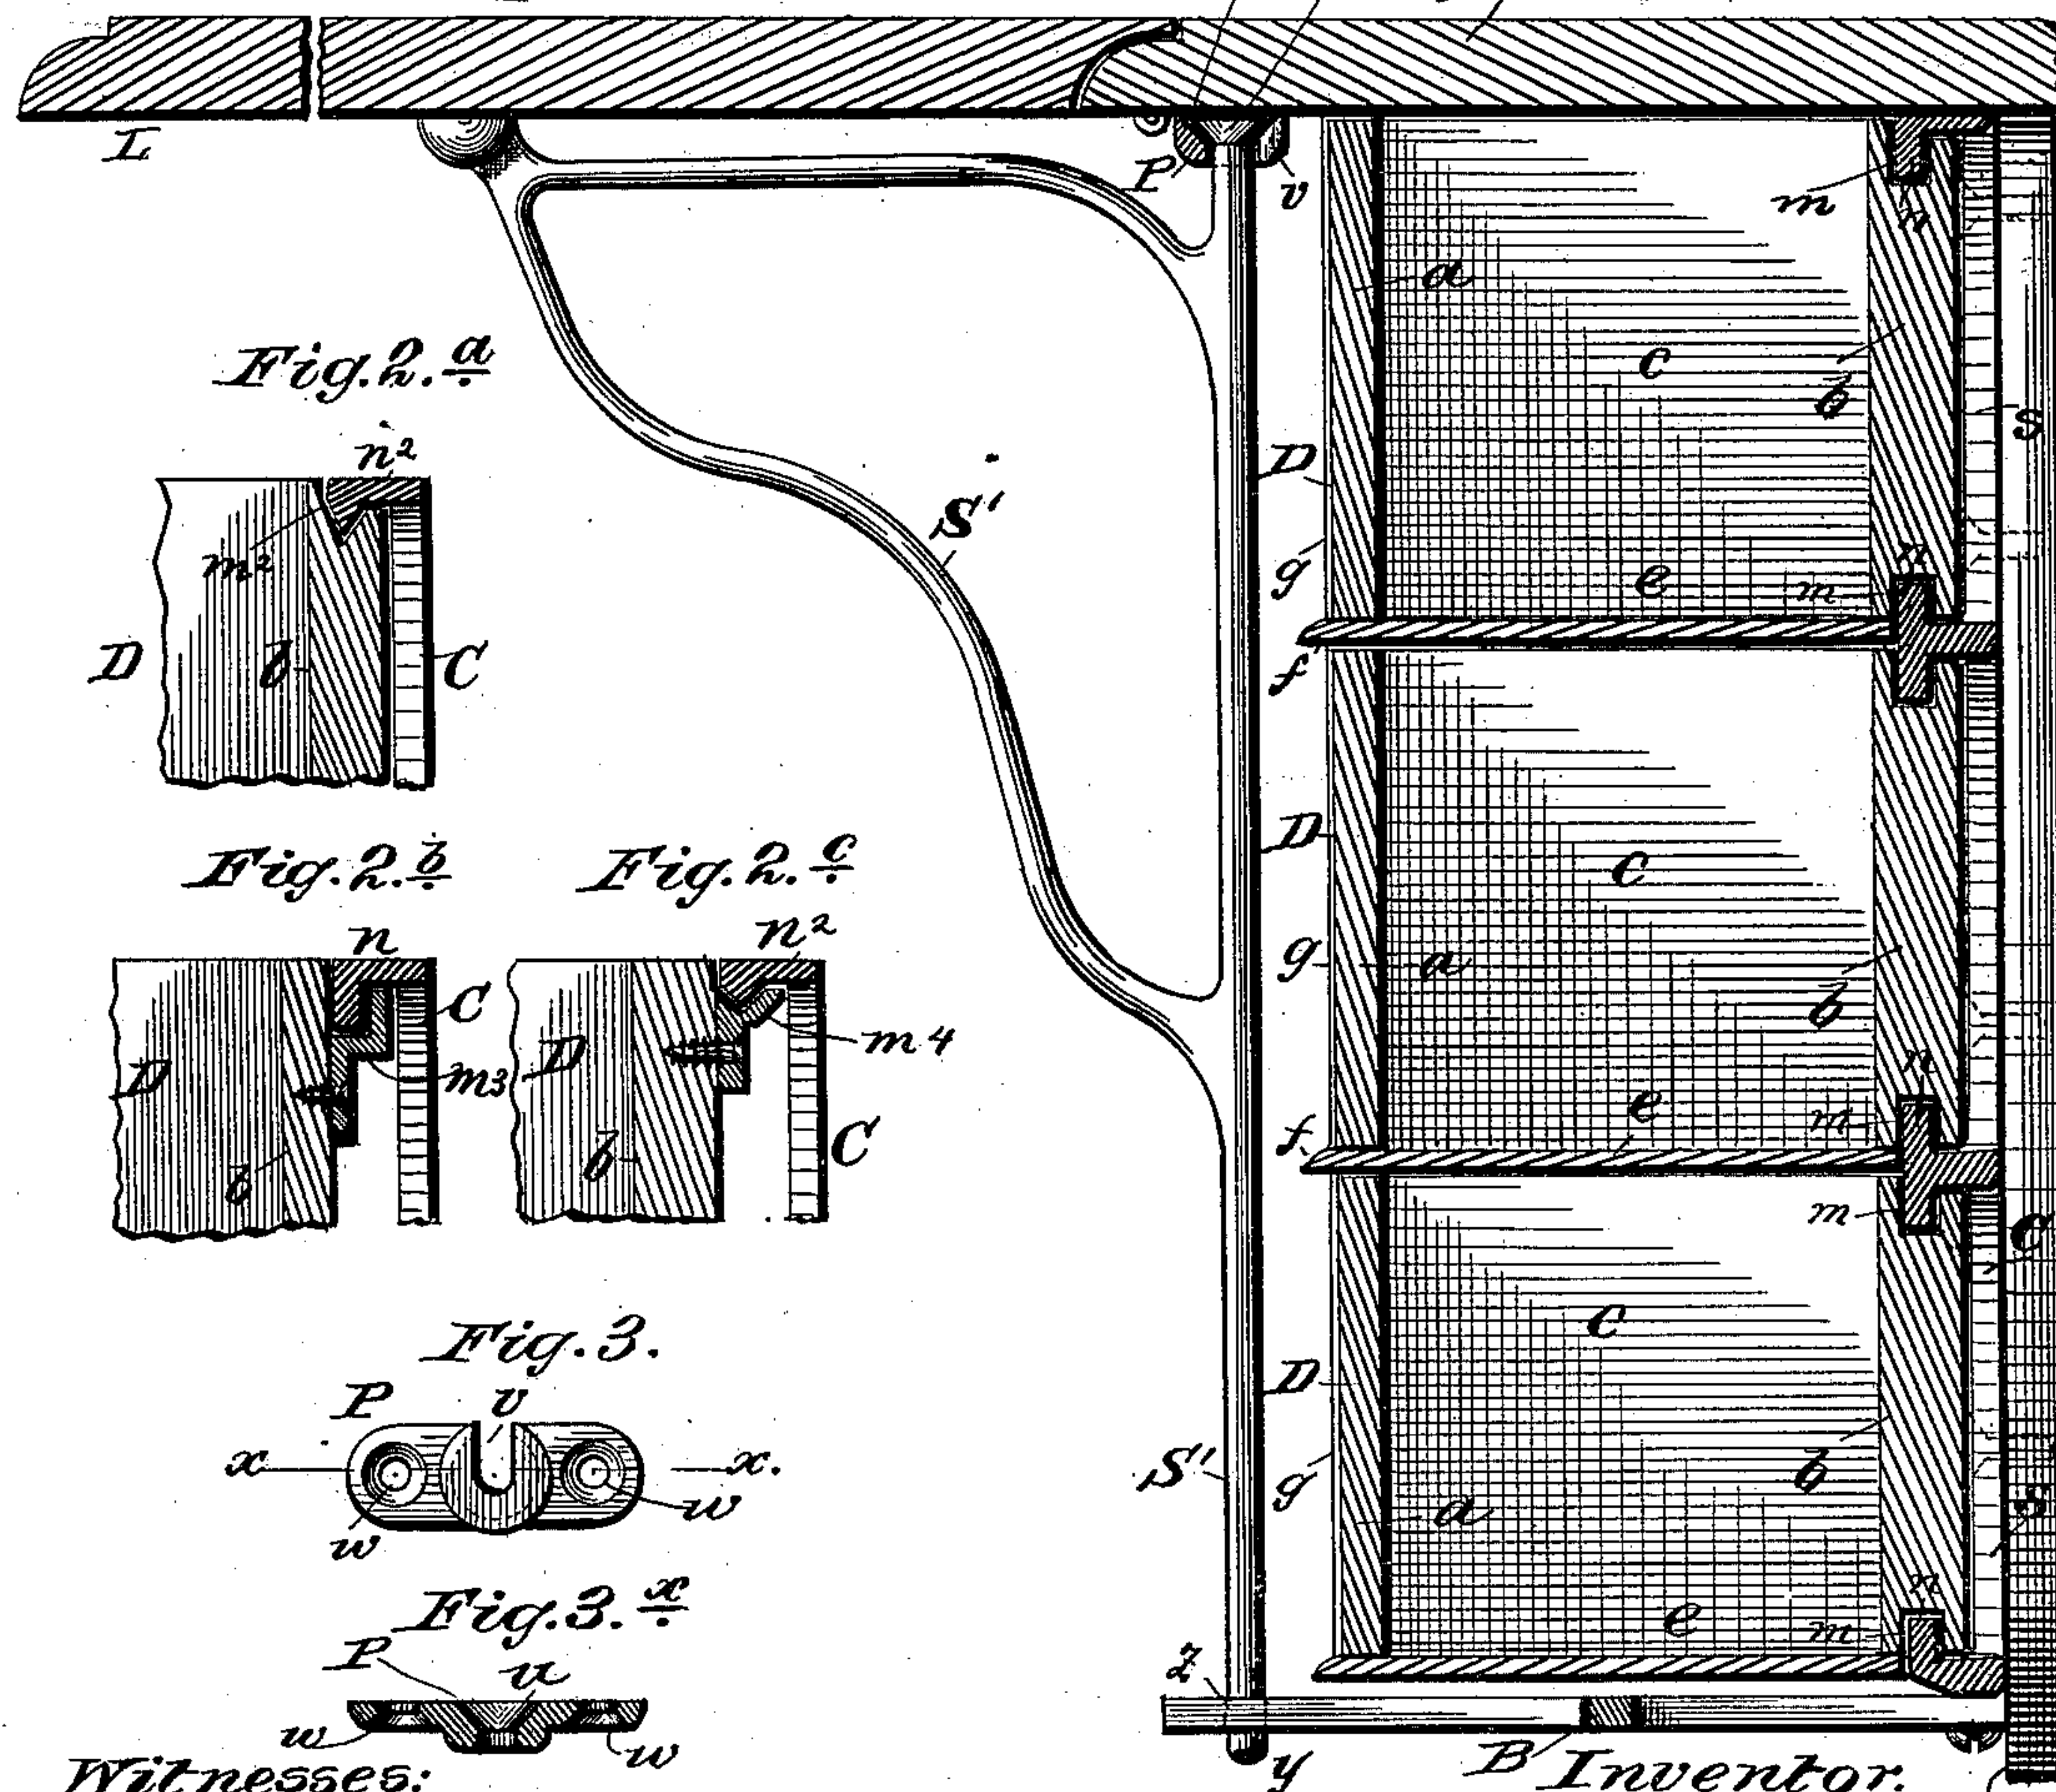 L
P
v
m
n
a
c
b
S
Fig. 2. a
n²
m²
D
b
C
S'
D
g
e
m
n
f
Fig. 2. b
Fig. 2. c
n
C
D
m3
b
n²
m4
D
b
C
D
c
g
a
b
n
e
m
f
m
C
c
Fig. 3.
P
v
x
x.
w
w
D
S'
g
a
b
S
Fig. 3. x
P
u
w
w
z
e
n
m
B
y
Witnesses:
Inventor.